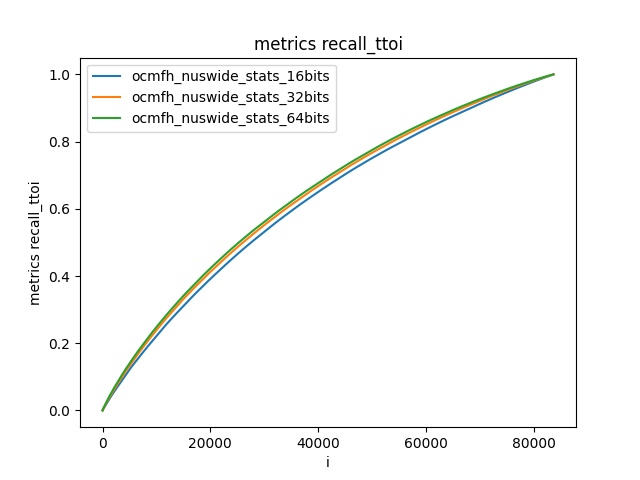 metrics recall_ttoi
ocmfh_nuswide_stats_16bits
ocmfh_nuswide_stats_32bits
ocmfh_nuswide_stats_64bits
metrics recall_ttoi
1.0
0.8
0.6
0.4
0.2
0.0
0 20000 40000 60000 80000
i